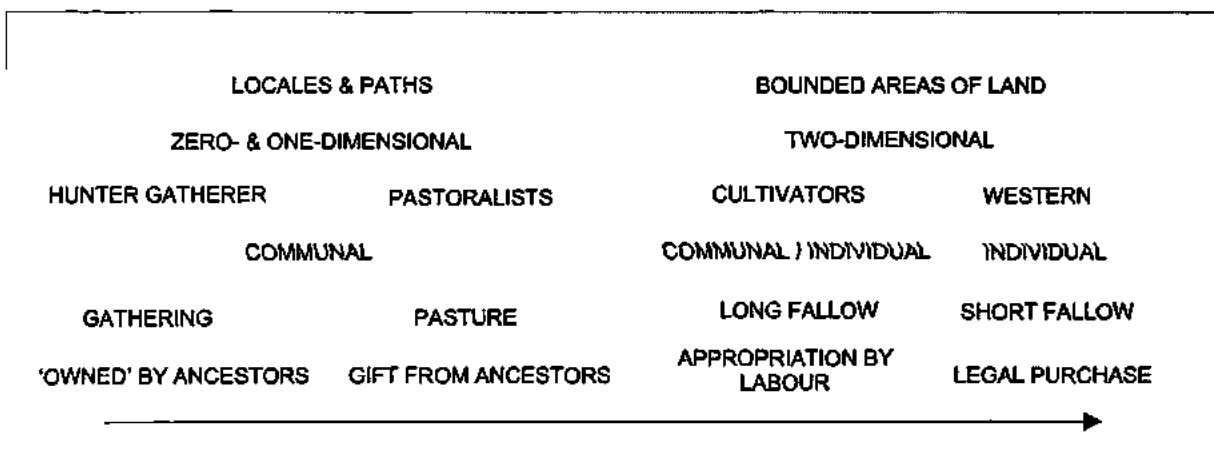 LOCALES & PATHS BOUNDED AREAS OF LAND
ZERO- & ONE-DIMENSIONAL TWO-DIMENSIONAL
HUNTER GATHERER PASTORALISTS CULTIVATORS WESTERN
COMMUNAL COMMUNAL / INDIVIDUAL INDIVIDUAL
GATHERING PASTURE LONG FALLOW SHORT FALLOW
'OWNED' BY ANCESTORS GIFT FROM ANCESTORS APPROPRIATION BY
LABOUR LEGAL PURCHASE